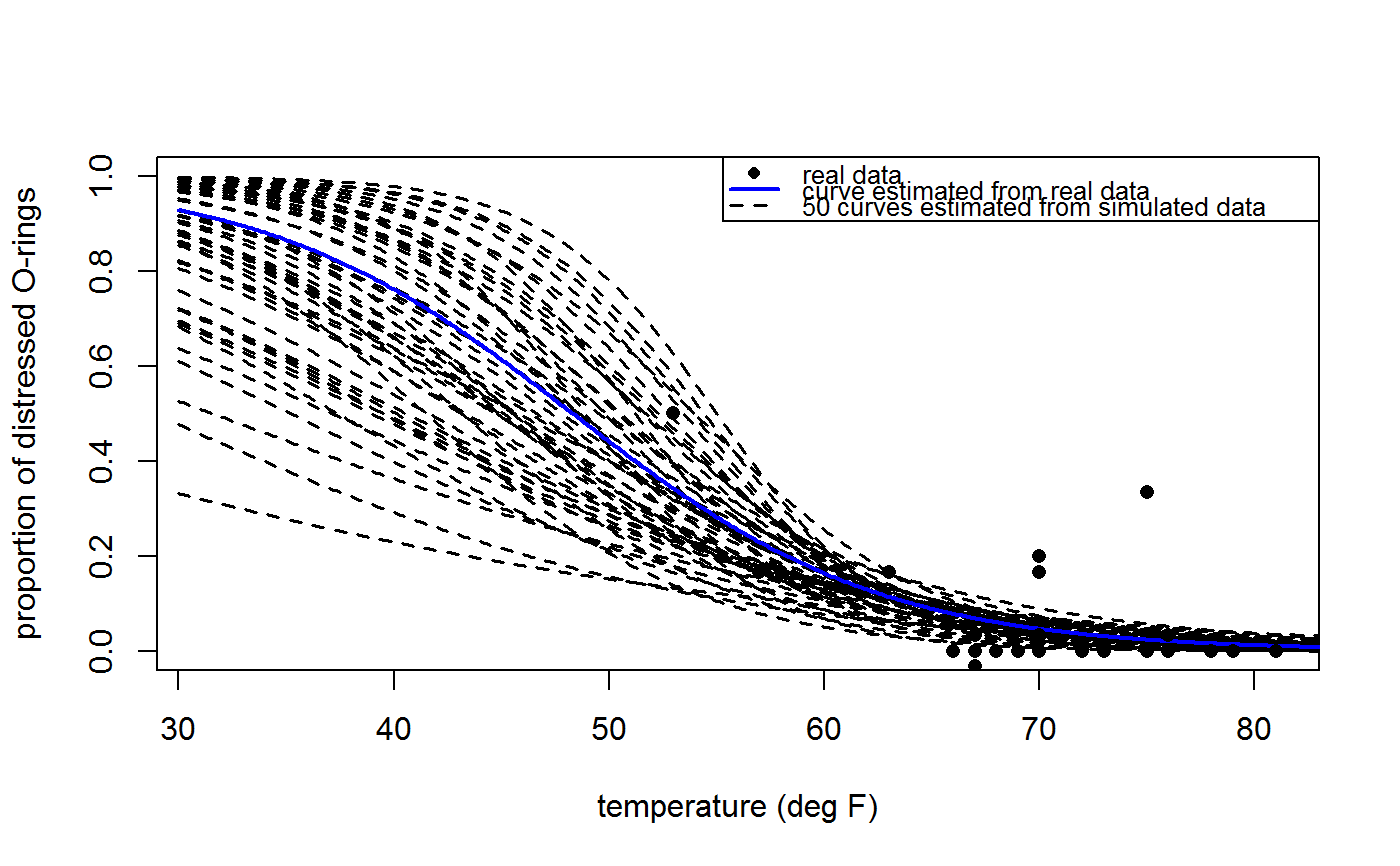 real data
curve estimated from real data
50 curves estimated from simulated data
proportion of distressed O-rings
1.0
0.8
0.6
0.4
0.2
0.0
30 40 50 60 70 80
temperature (deg F)